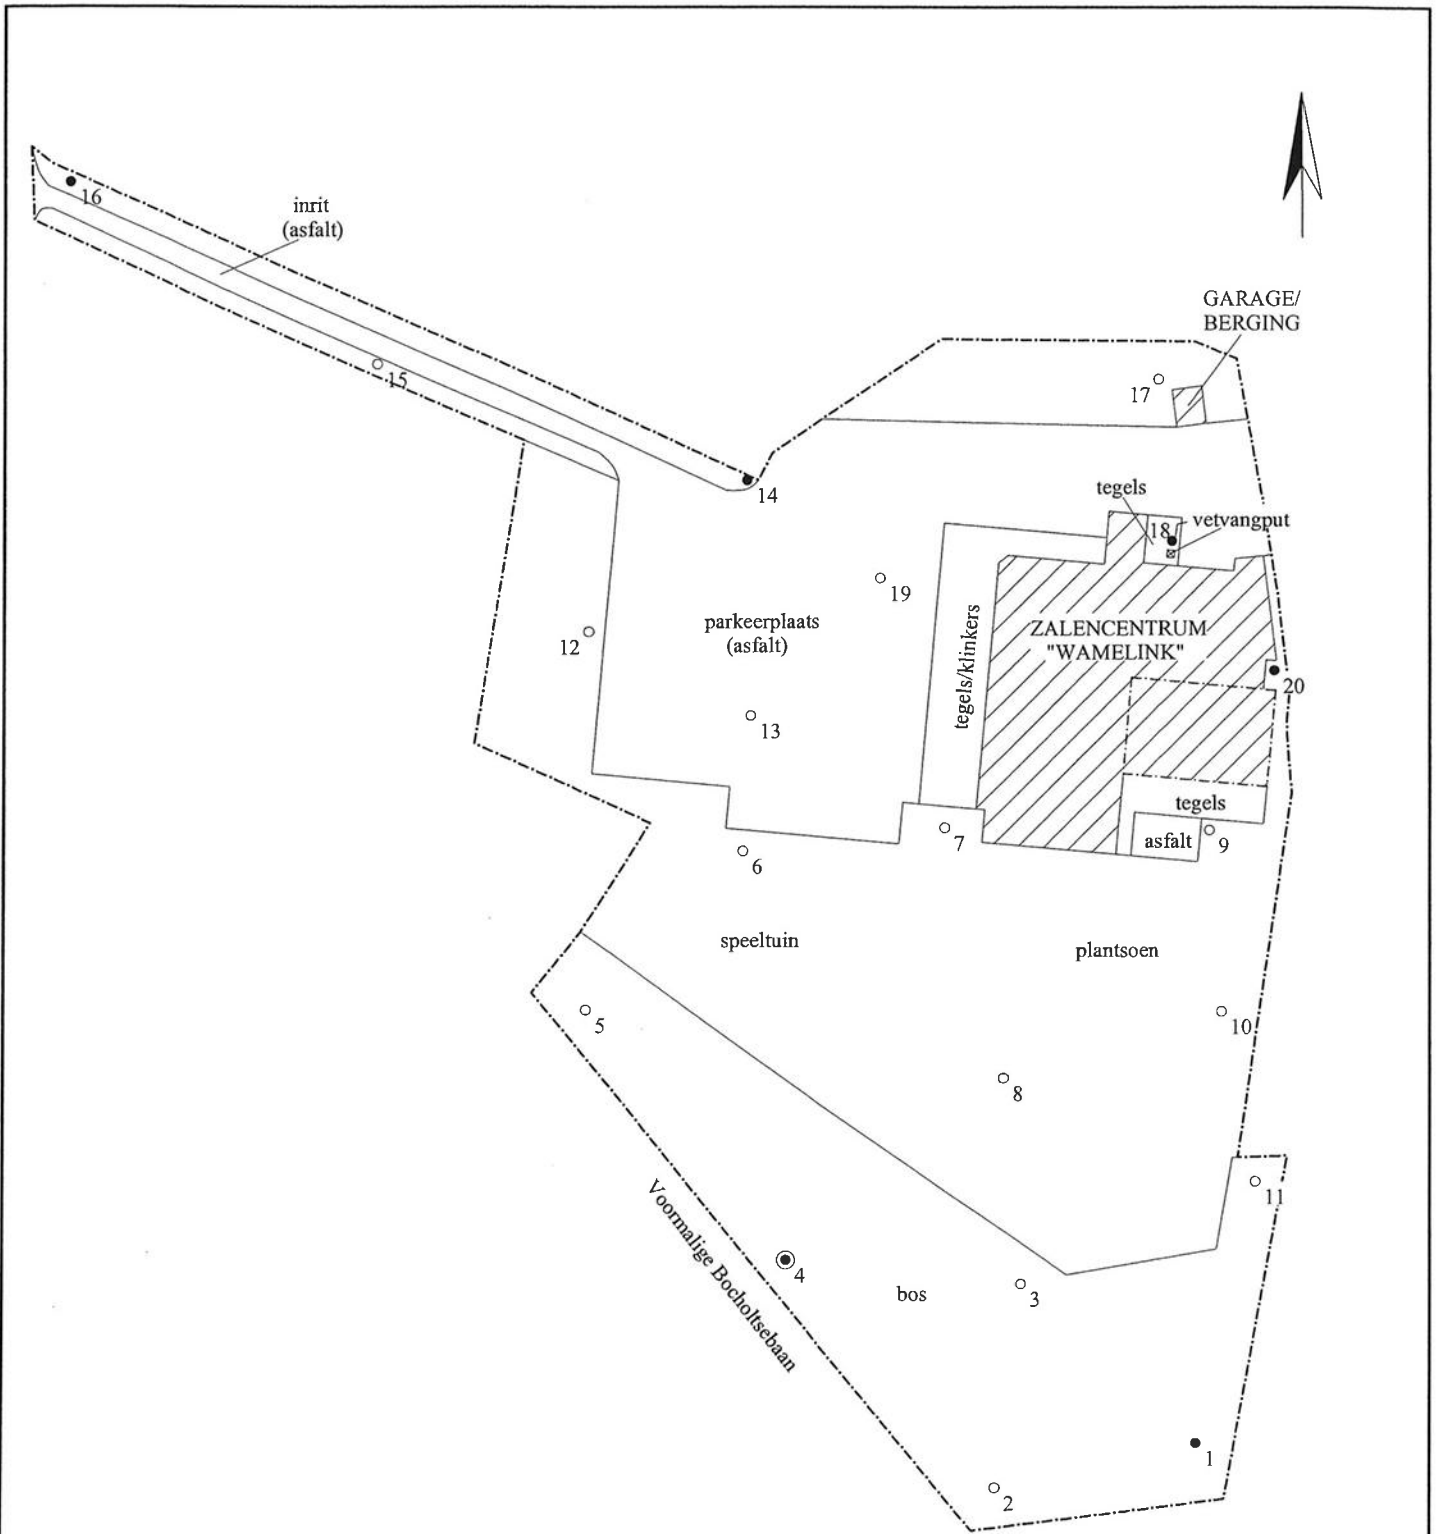 16
inrit
(asfalt)
15
GARAGE/
BERGING
17
14
tegels
18
vetvangput
19
parkeerplaats
(asfalt)
12
13
tegels/klinkers
ZALENCENTRUM
"WAMELINK"
20
tegels
asfalt
9
7
6
speeltuin
plantsoen
5
10
8
11
Voormalige Bocholtsebaan
4
bos
3
1
2